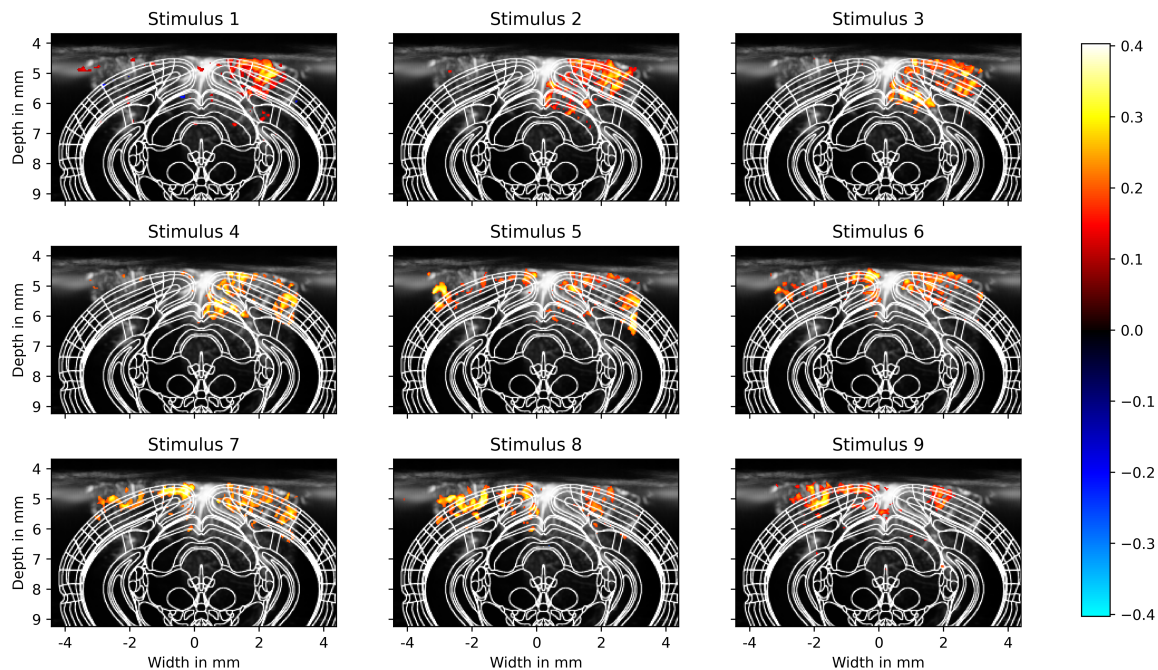 Stimulus 1
Stimulus 2
Stimulus 3
4
5
6
7
8
9
Depth in mm
0.4
0.3
0.2
0.1
0.0
−0.1
−0.2
−0.3
−0.4
Stimulus 4
Stimulus 5
Stimulus 6
4
5
6
7
8
9
Depth in mm
Stimulus 7
Stimulus 8
Stimulus 9
4
5
6
7
8
9
Depth in mm
-4 -2 0 2 4
-4 -2 0 2 4
-4 -2 0 2 4
Width in mm
Width in mm
Width in mm